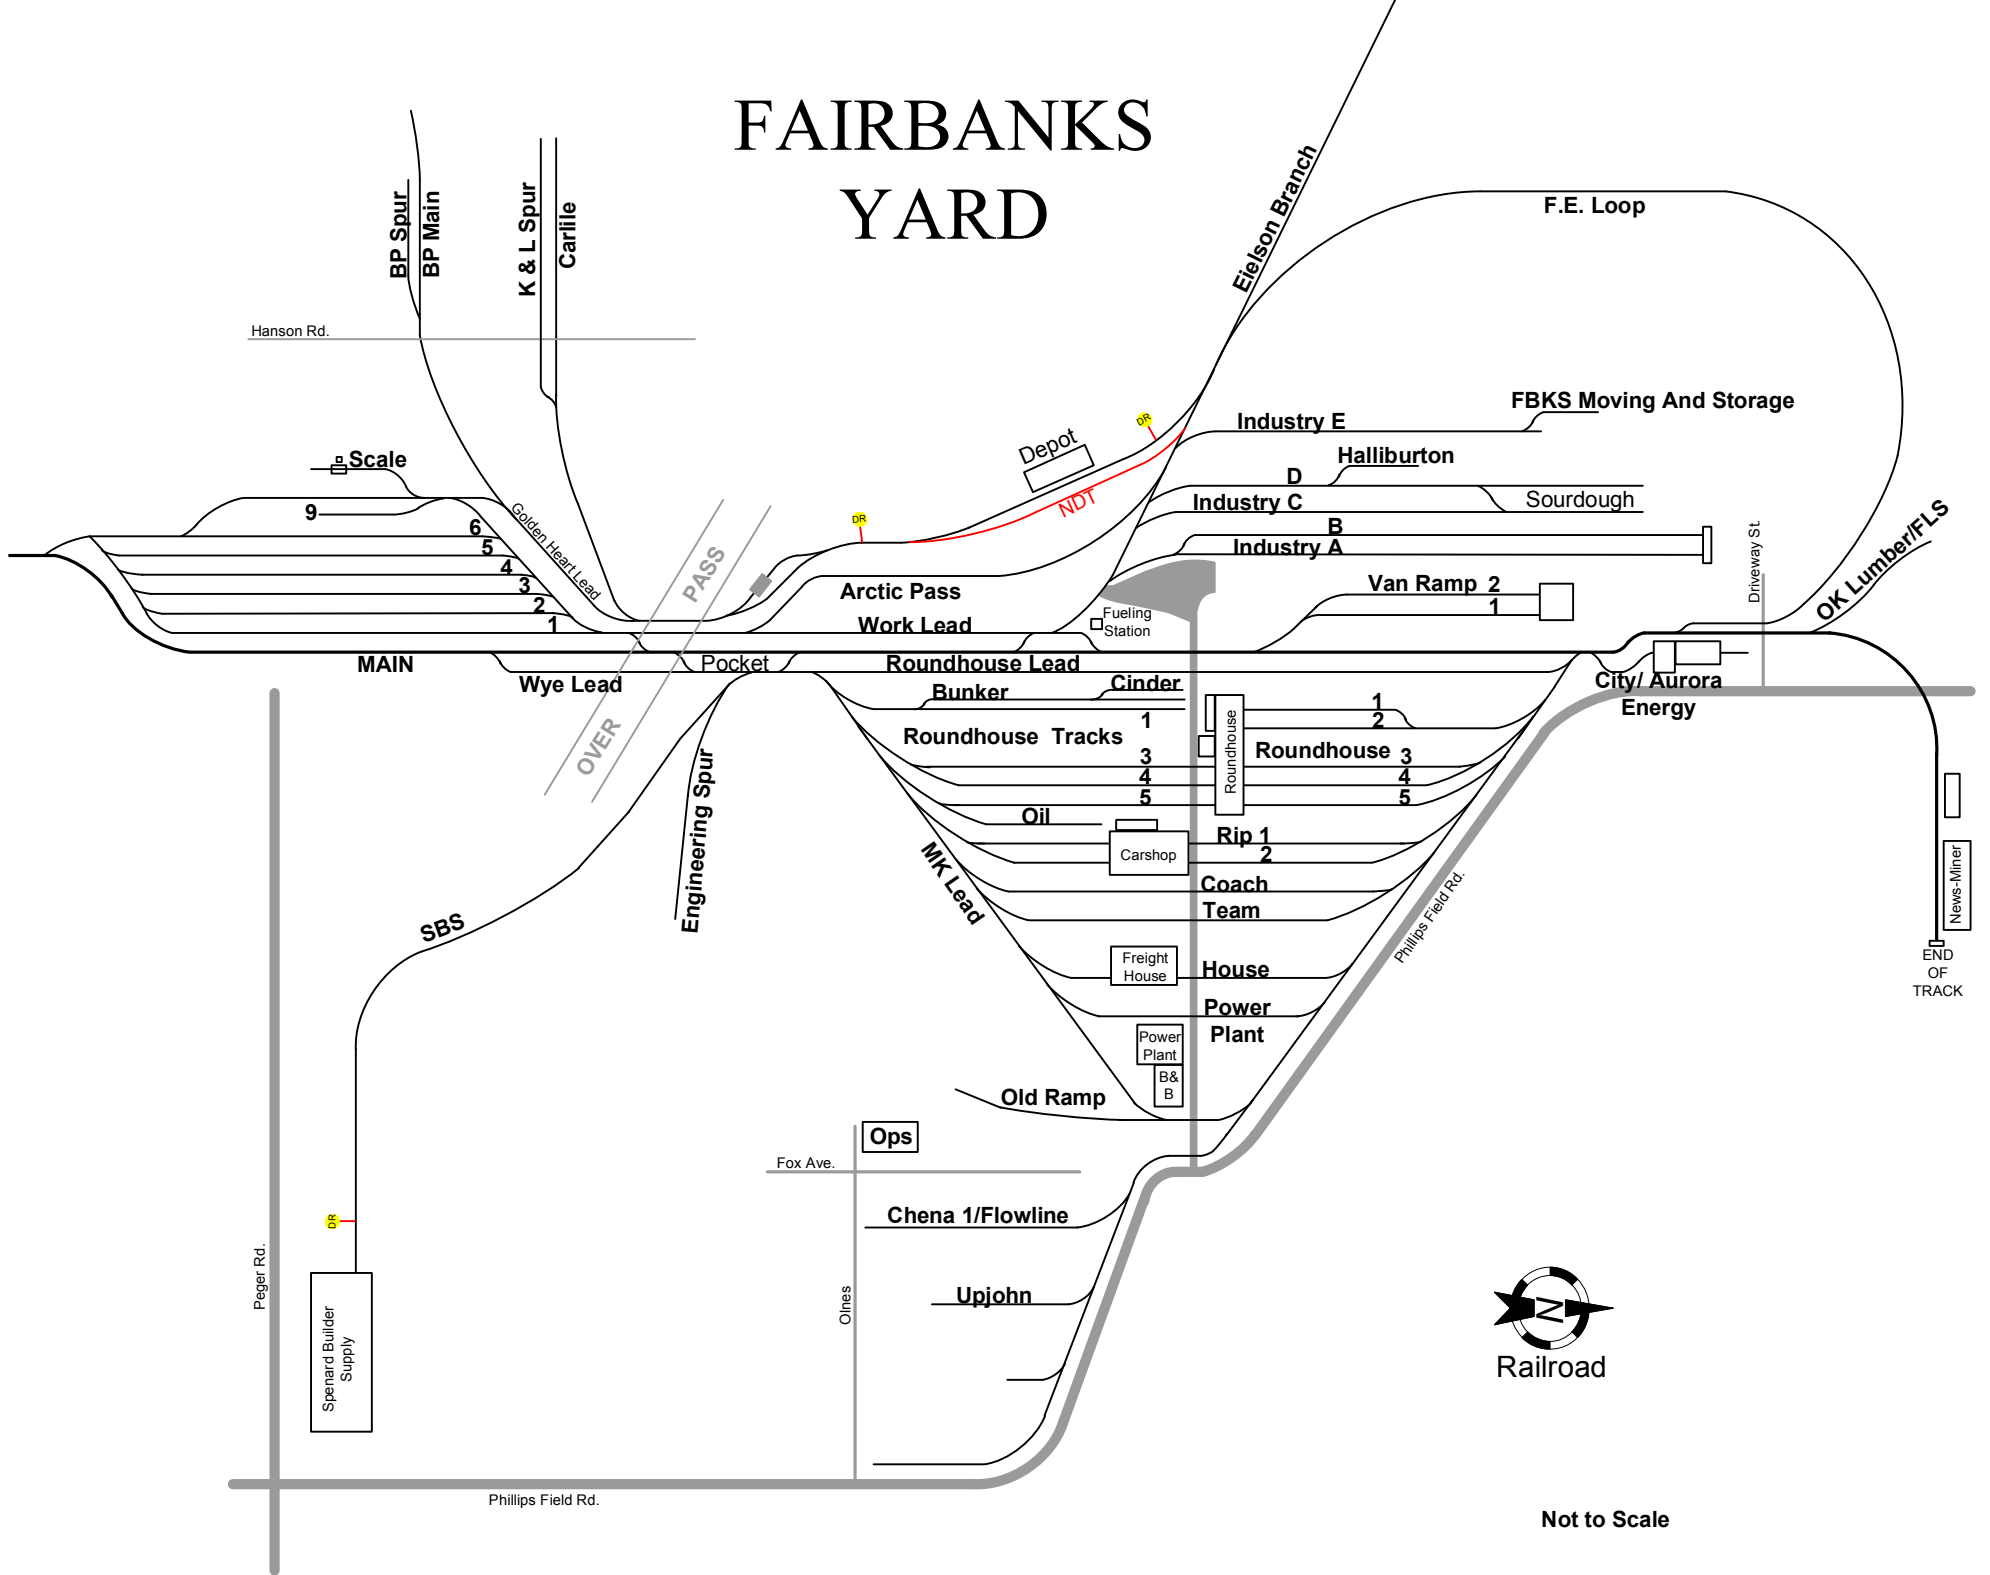 FAIRBANKS
YARD
BP Spur
BP Main
K & L Spur
Carlile
Eielson Branch
F.E. Loop
Hanson Rd.
FBKS Moving And Storage
Industry E
DR
Depot
Scale
Halliburton
D
NDT
Industry C
Sourdough
9
Golden Heart Lead
DR
6
B
5
Industry A
4
3
2
1
OVER PASS
Arctic Pass
Van Ramp 2
1
Driveway St.
OK Lumber/FLS
Fueling
Station
Work Lead
MAIN
Pocket
Roundhouse Lead
Wye Lead
Bunker
Cinder
City/ Aurora
Energy
1
Roundhouse Tracks
3
4
5
Roundhouse
1
2
Roundhouse 3
4
5
Engineering Spur
Oil
Rip 1
2
Carshop
MK Lead
Coach
Team
SBS
Phillips Field Rd.
News-Miner
END
OF
TRACK
Freight
House
House
Power
Plant
Power
Plant
B&
B
Old Ramp
Ops
Fox Ave.
Chena 1/Flowline
DR
Peger Rd.
Olnes
Upjohn
Spenard Builder
Supply
N
Railroad
Phillips Field Rd.
Not to Scale